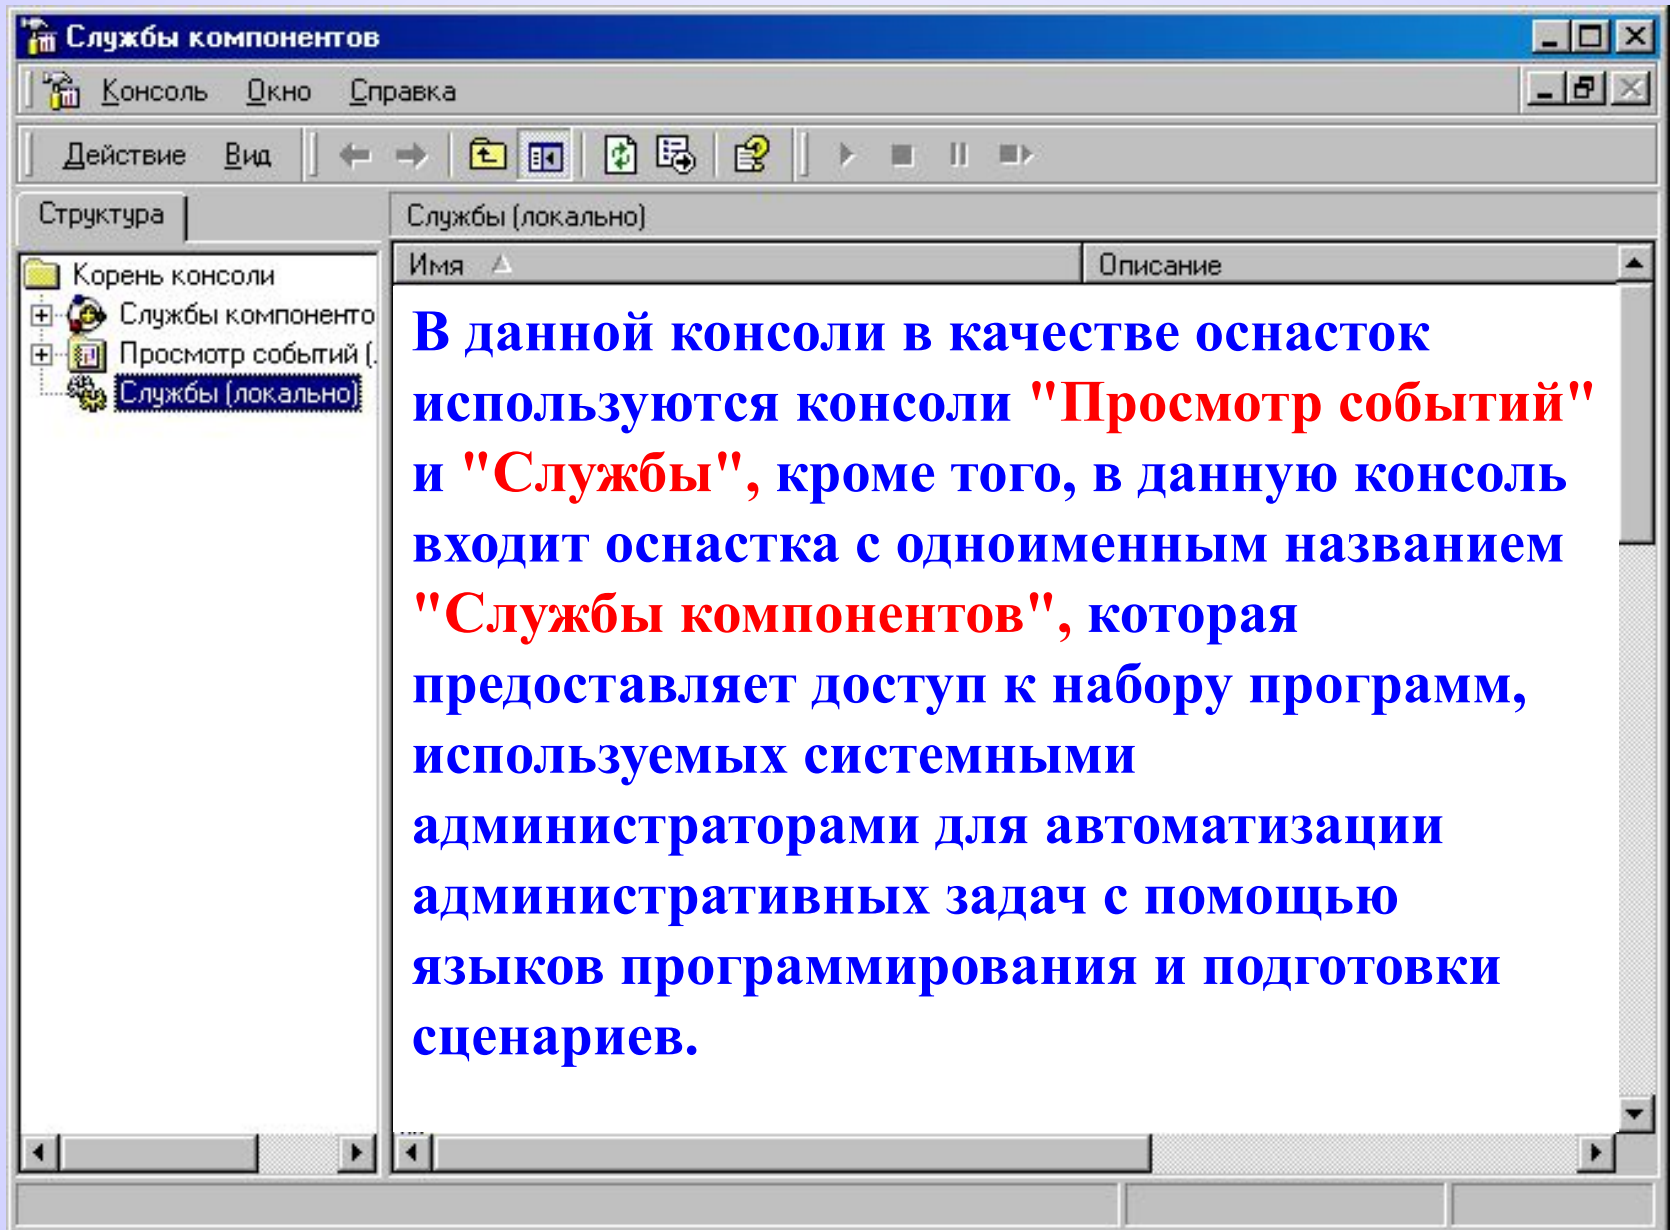 Службы компонентов
Консоль Окно Справка
Действие Вид
Структура
Службы (локально)
Имя Описание
Корень консоли
Службы компоненто
Просмотр событий (.
Службы (локально)
В данной консоли в качестве оснасток
используются консоли "Просмотр событий"
и "Службы", кроме того, в данную консоль
входит оснастка с одноименным названием
"Службы компонентов", которая
предоставляет доступ к набору программ,
используемых системными
администраторами для автоматизации
административных задач с помощью
языков программирования и подготовки
сценариев.